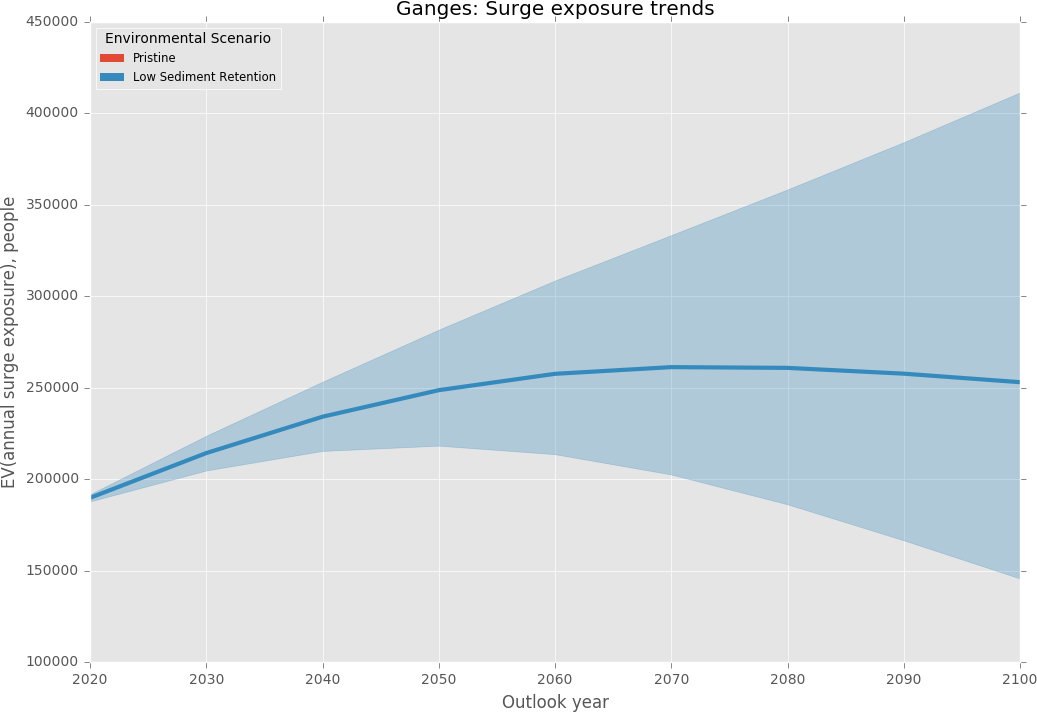 Ganges: Surge exposure trends
450000
400000
350000
300000
250000
200000
150000
100000
EV(annual surge exposure), people
Environmental Scenario
Pristine
Low Sediment Retention
2020 2030 2040 2050 2060 2070 2080 2090 2100
Outlook year